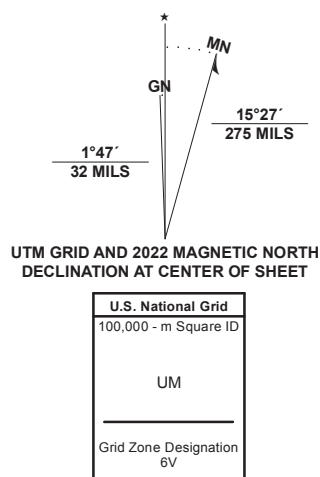 ★
MN
GN
15°27´
275 MILS
1°47´
32 MILS
UTM GRID AND 2022 MAGNETIC NORTH
DECLINATION AT CENTER OF SHEET
U.S. National Grid
100,000 - m Square ID
UM
Grid Zone Designation
6V